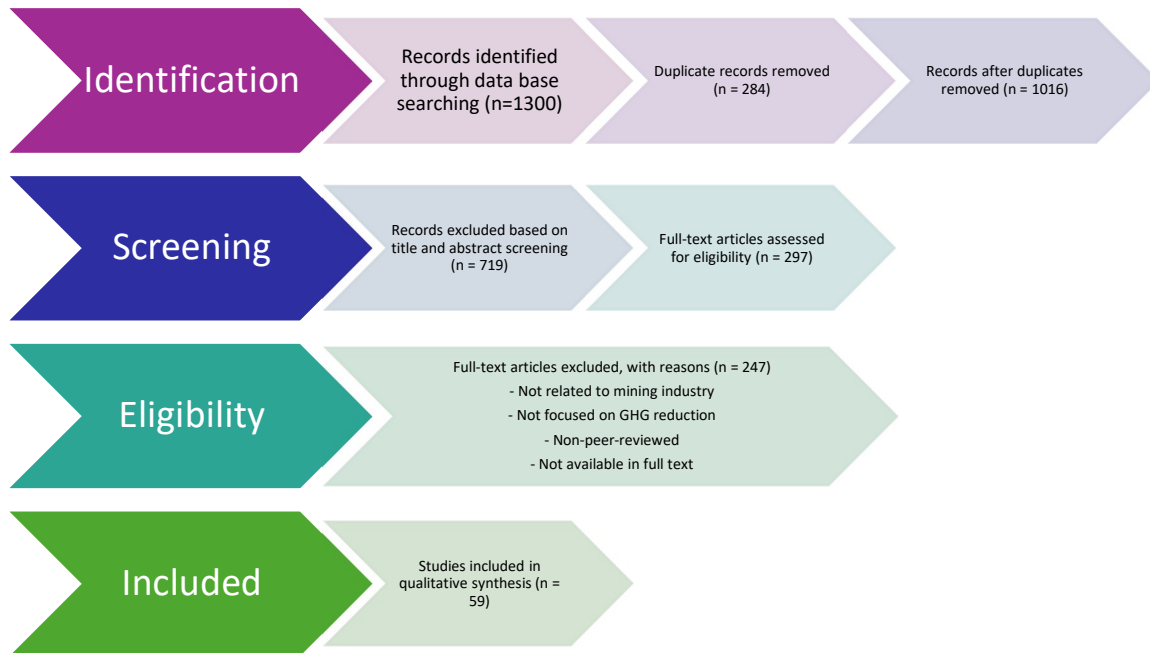 Identification
Records identified
through data base
searching (n=1300)
Duplicate records removed
(n = 284)
Records after duplicates
removed (n = 1016)
Screening
Records excluded based on
title and abstract screening
(n = 719)
Full-text articles assessed
for eligibility (n = 297)
Eligibility
Full-text articles excluded, with reasons (n = 247)
- Not related to mining industry
- Not focused on GHG reduction
- Non-peer-reviewed
- Not available in full text
Included
Studies included in
qualitative synthesis (n =
59)